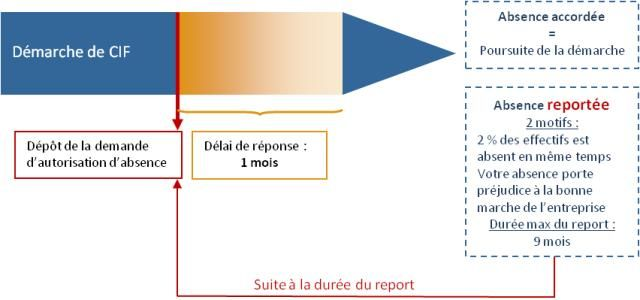 Démarche de CIF
Absence accordée
=
Poursuite de la démarche
Dépôt de la demande
d'autorisation d'absence
Délai de réponse :
1 mois
Absence reportée
2 motifs :
2 % des effectifs est
absent en même temps
Votre absence porte
préjudice à la bonne
marche de l'entreprise
Durée max du report :
9 mois
Suite à la durée du report